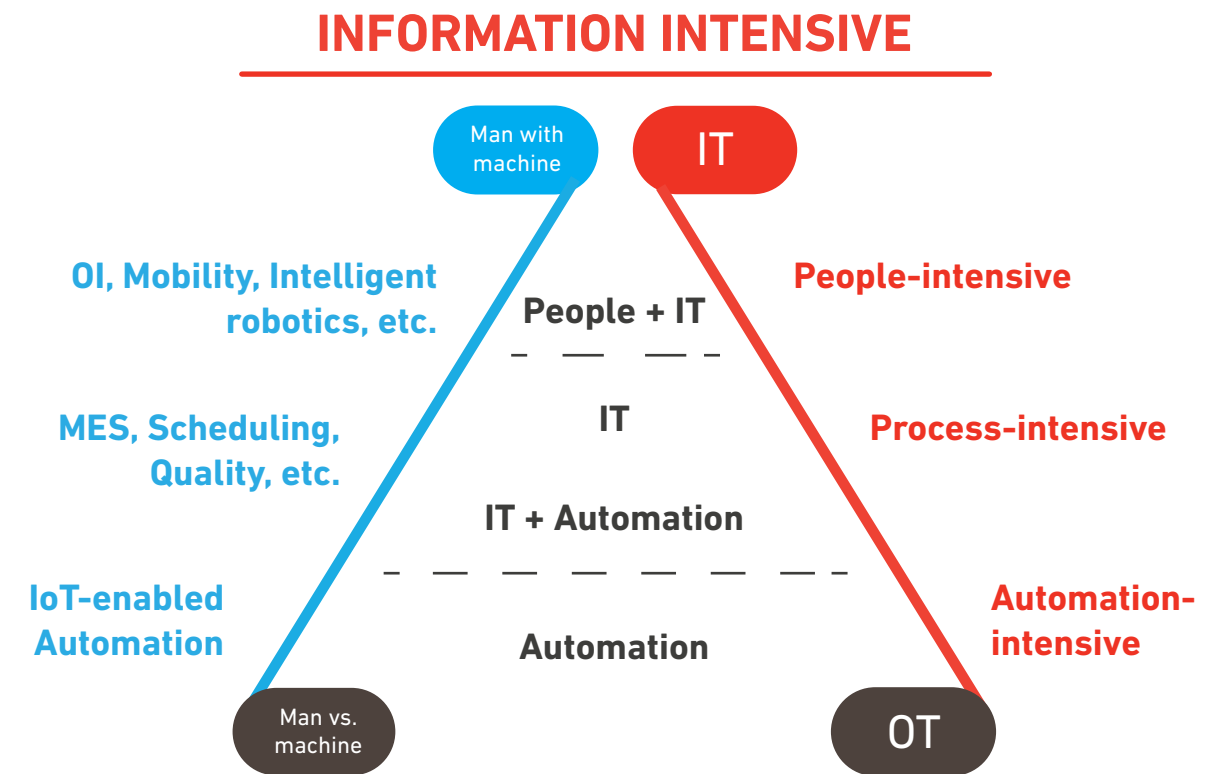 INFORMATION INTENSIVE
Man with
machine
IT
OI, Mobility, Intelligent
robotics, etc.
People + IT
People-intensive
MES, Scheduling,
Quality, etc.
IT
Process-intensive
IT + Automation
IoT-enabled
Automation
Automation
Automation-
intensive
Man vs.
machine
OT